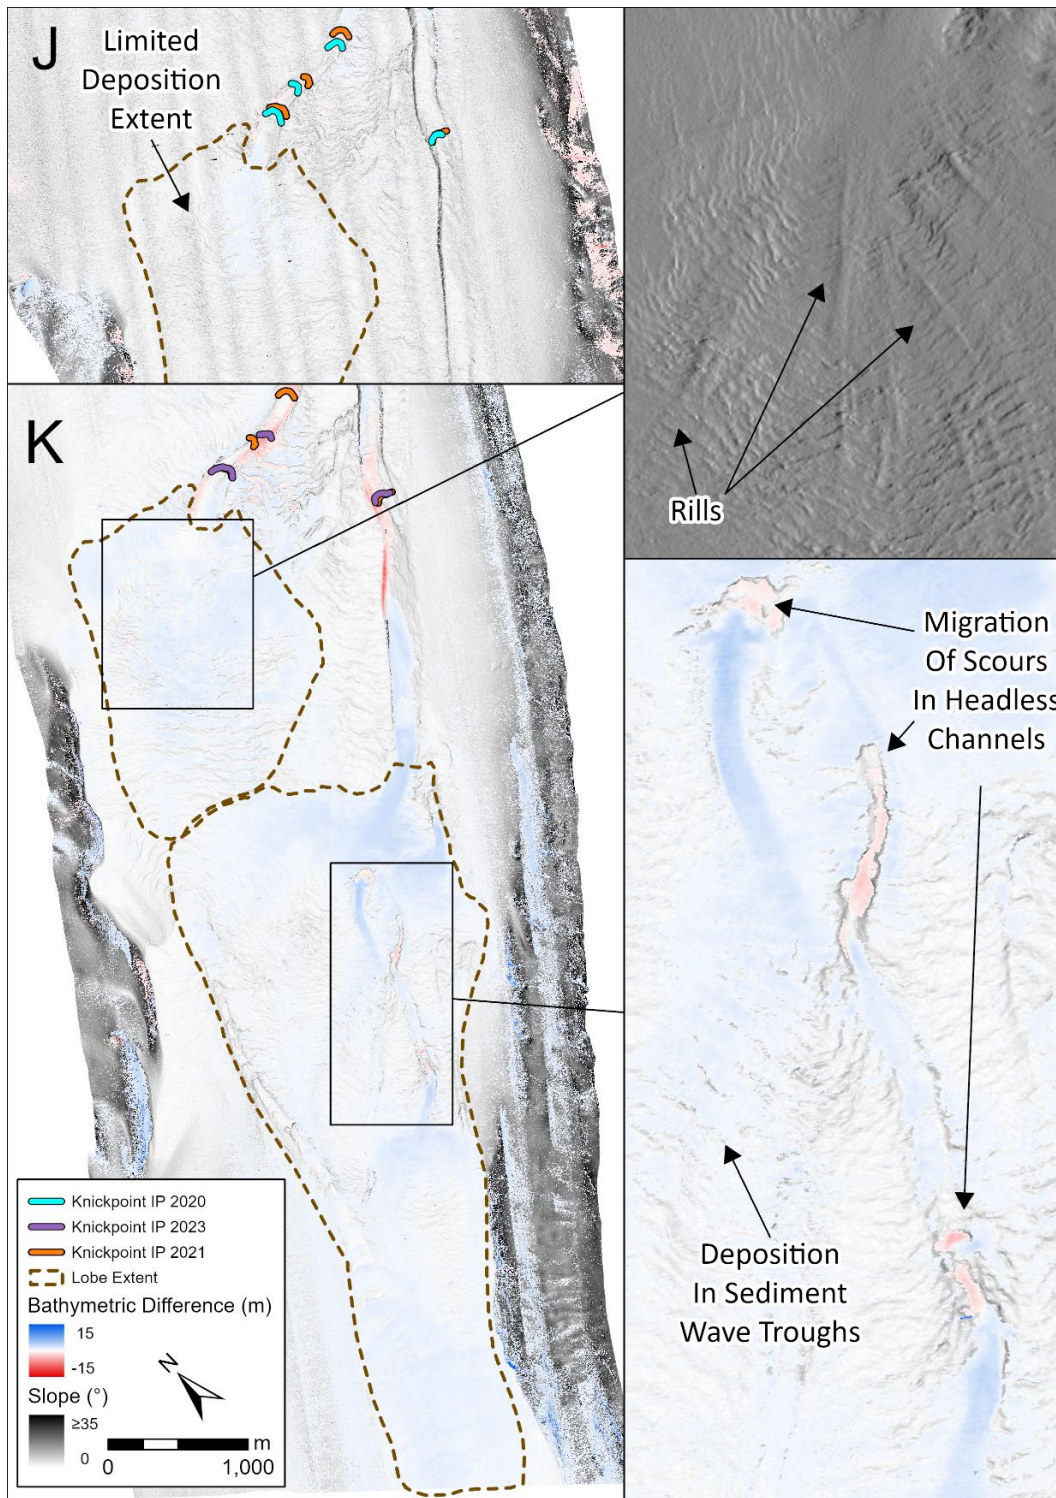 J
Limited
Deposition
Extent
Rills
K
Migration
Of Scours
In Headless
Channels
Deposition
In Sediment
Wave Troughs
Knickpoint IP 2020
Knickpoint IP 2023
Knickpoint IP 2021
Lobe Extent
Bathymetric Difference (m)
15
-15
N
Slope (°)
≥35
0
m
0 1,000